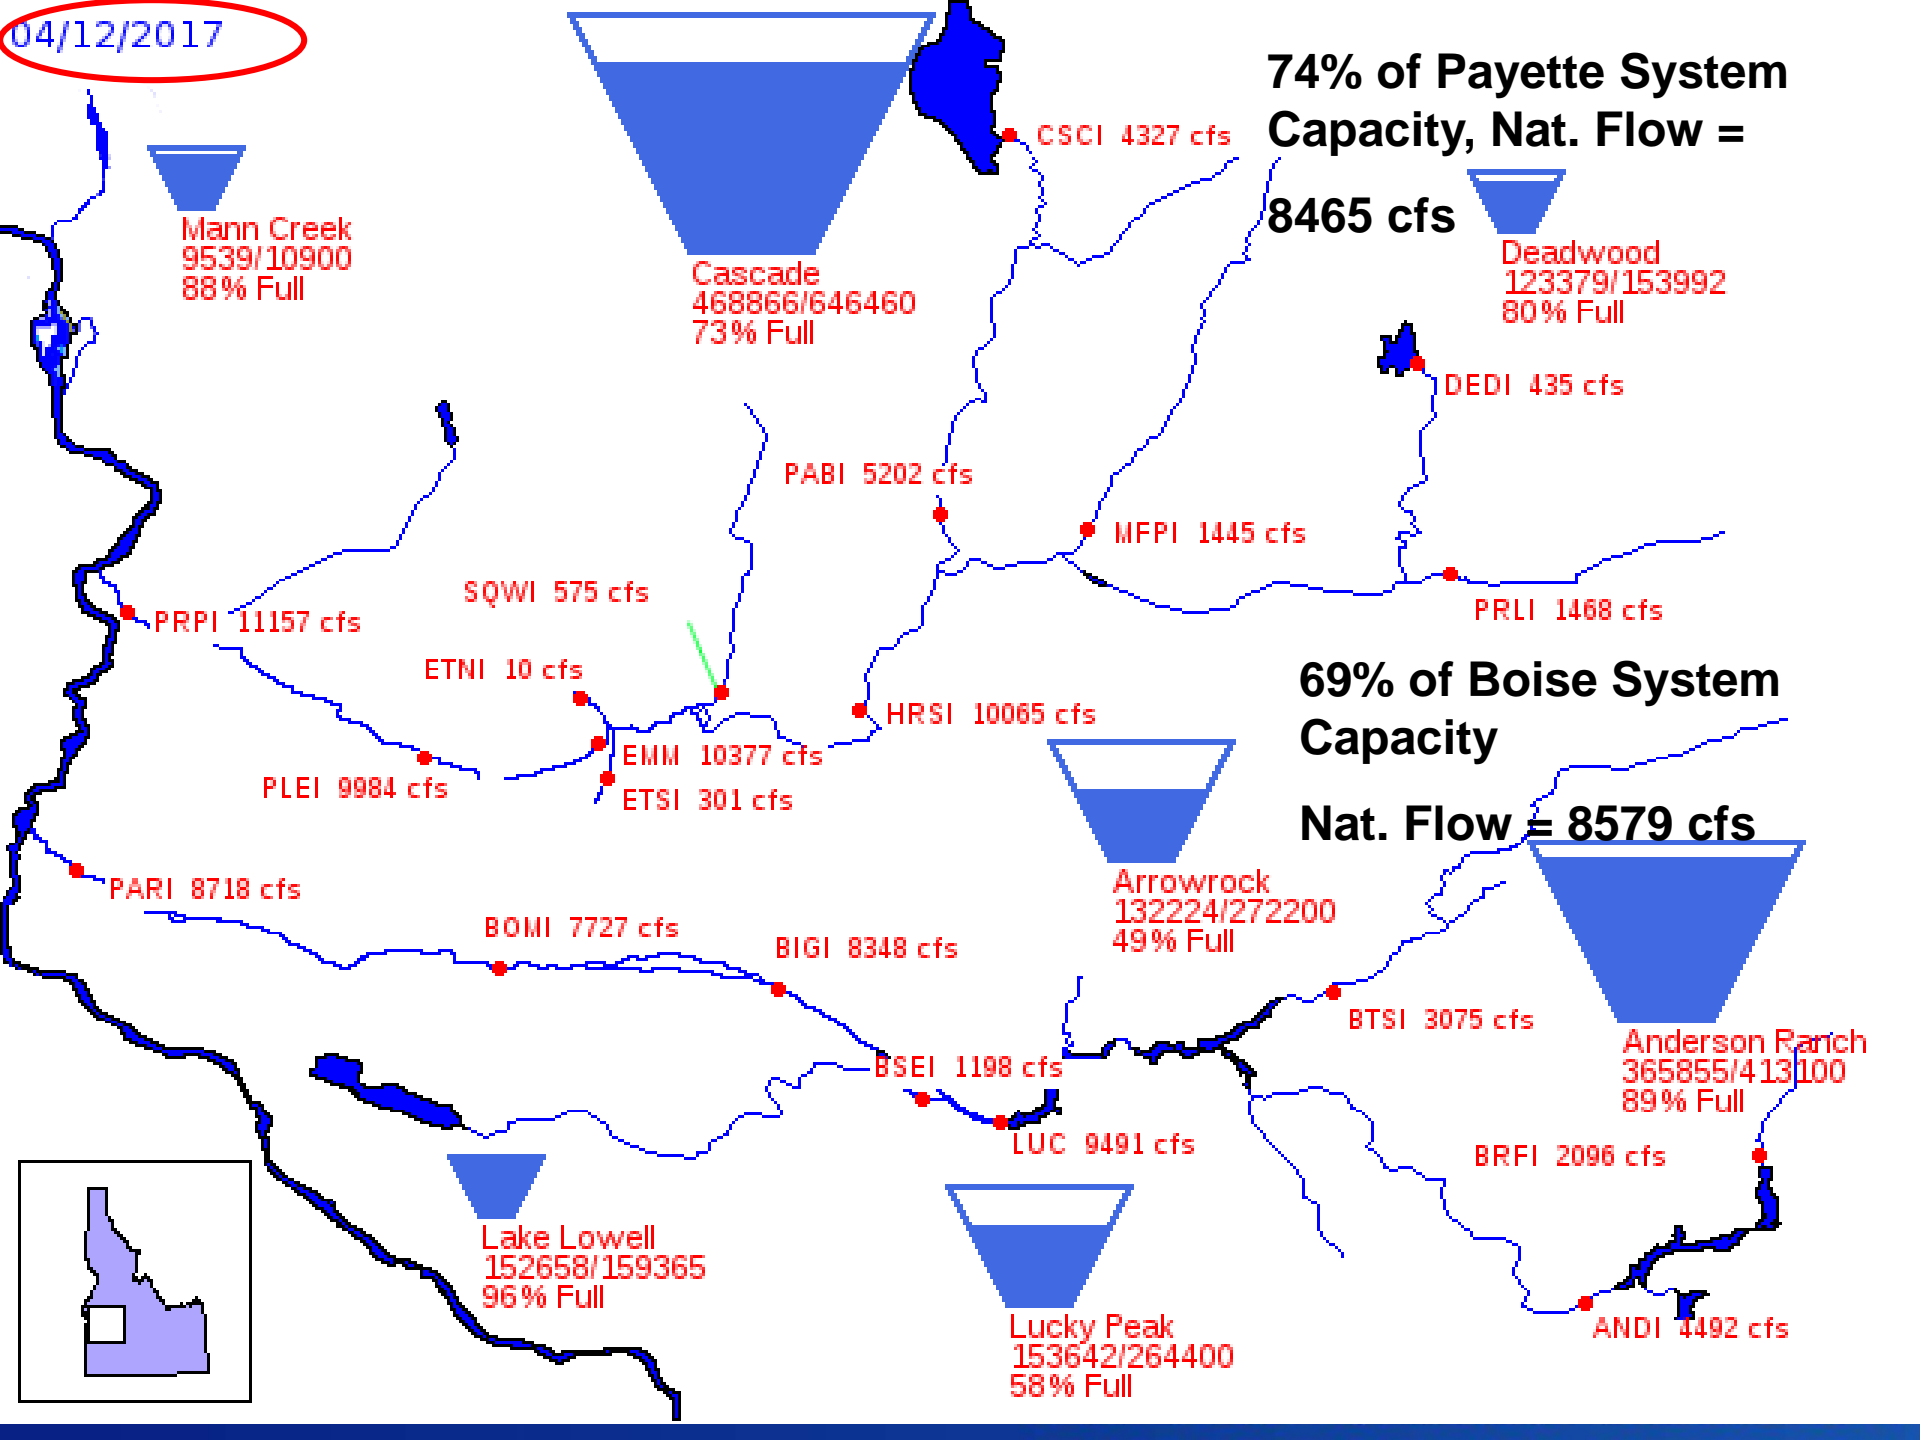 04/12/2017
74% of Payette System
Capacity, Nat. Flow =
8465 cfs
CSCI 4327 cfs
Mann Creek
9539/10900
88% Full
Cascade
468866/646460
73% Full
Deadwood
123379/153992
80% Full
DEDI 435 cfs
PABI 5202 cfs
MFPI 1445 cfs
SQWI 575 cfs
PRLI 1468 cfs
PRPI 11157 cfs
ETNI 10 cfs
HRSI 10065 cfs
EMM 10377 cfs
PLEI 9984 cfs
ETSI 301 cfs
69% of Boise System
Capacity
Nat. Flow = 8579 cfs
PARI 8718 cfs
Arrowrock
132224/272200
49% Full
BOMI 7727 cfs
BIGI 8348 cfs
BTSI 3075 cfs
Anderson Ranch
365855/413100
89% Full
BSEI 1198 cfs
LUC 9491 cfs
BRFI 2096 cfs
Lake Lowell
152658/159365
96% Full
Lucky Peak
153642/264400
58% Full
ANDI 4492 cfs